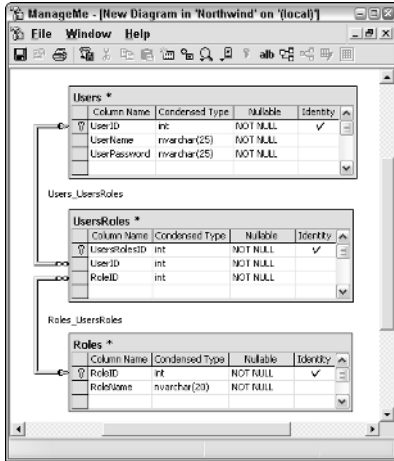 ManageMe - [New Diagram in 'Northwind' on '(local)']
File Window Help
alb
Users *
Column Name Condensed Type Nullable Identity
UserID int NOT NULL
UserName nvarchar(25) NOT NULL
UserPassword nvarchar(25) NOT NULL
Users_UsersRoles
UsersRoles *
Column Name Condensed Type Nullable Identity
UsersRolesID int NOT NULL
UserID int NOT NULL
RoleID int NOT NULL
Roles_UsersRoles
Roles *
Column Name Condensed Type Nullable Identity
RoleID int NOT NULL
RoleName nvarchar(20) NOT NULL